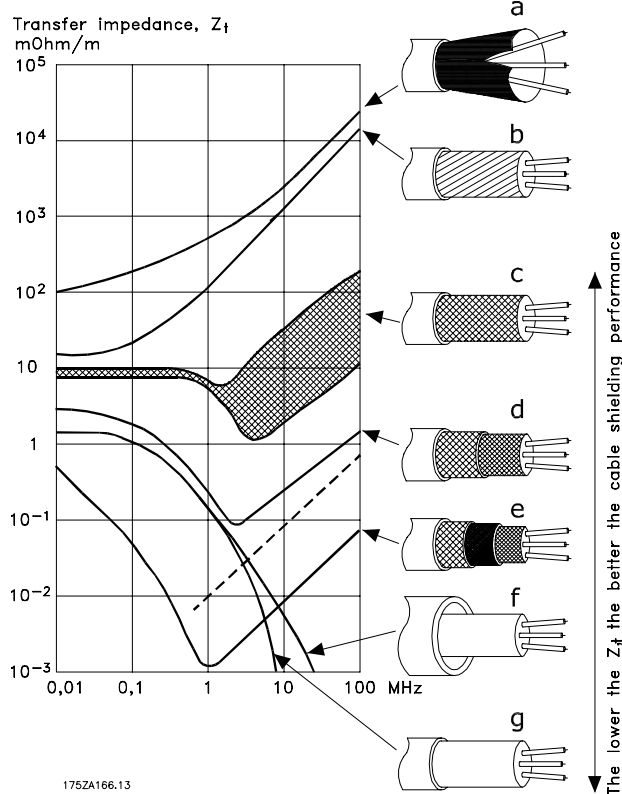 Transfer impedance, Zt
mOhm/m
a
10⁵
10⁴
b
10³
c
10²
10
d
1
10⁻¹
e
10⁻²
f
10⁻³
0,01 0,1 1 10 100 MHz
g
175ZA166.13
The lower the Zt the better the cable shielding performance